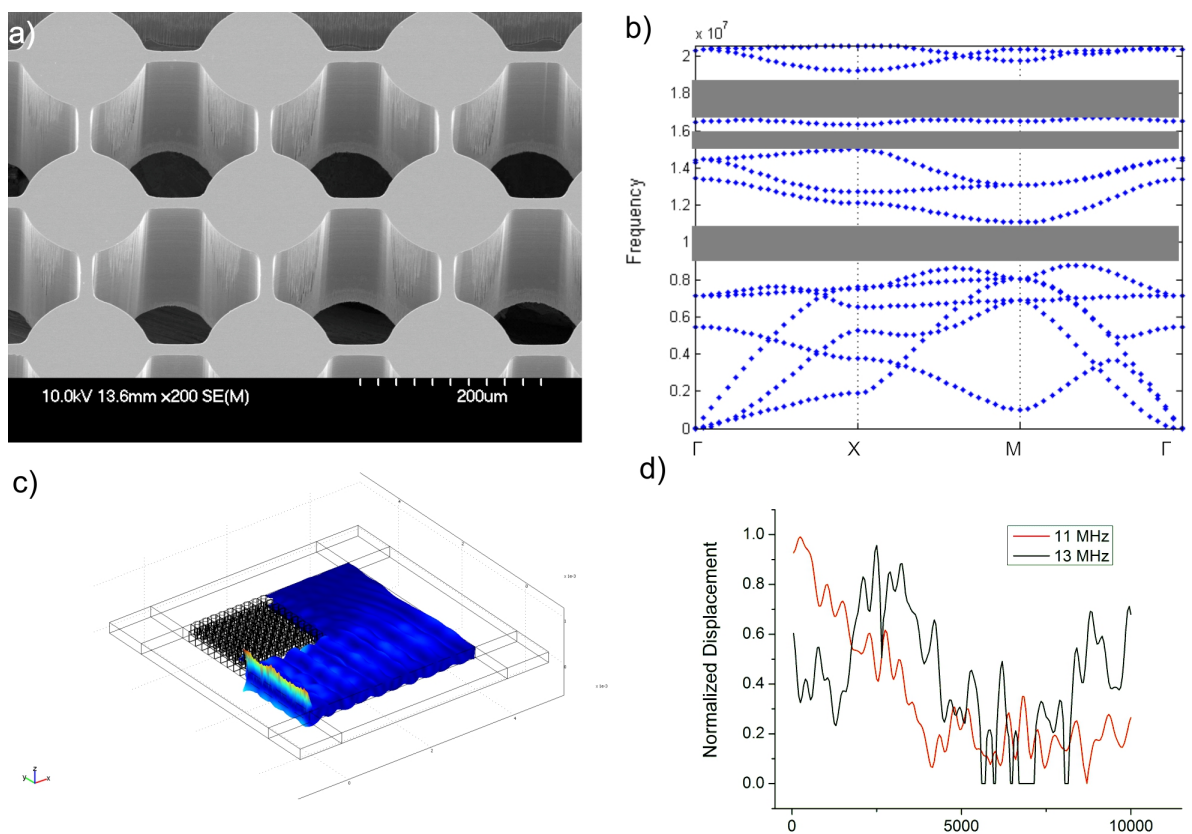 a)
10.0kV 13.6mm x200 SE(M)
200um
b)
x 10⁷
2
1.8
1.6
1.4
1.2
1
0.8
0.6
0.4
0.2
0
Frequency
Γ X M Γ
c)
z
y x
d)
1.0
0.8
0.6
0.4
0.2
0.0
Normalized Displacement
11 MHz
13 MHz
0 5000 10000